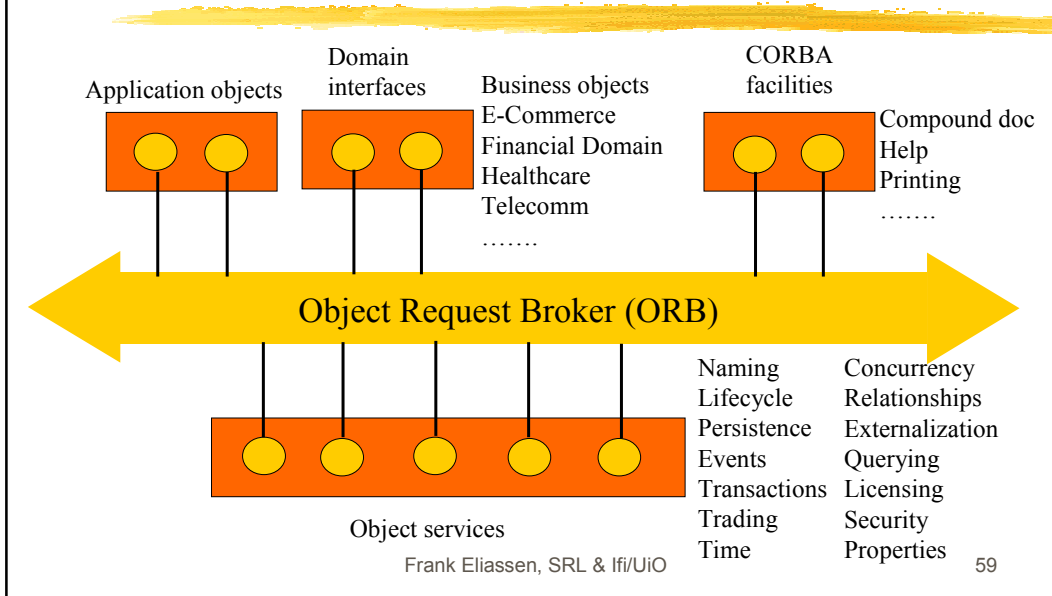 Application objects
Domain
interfaces
Business objects
E-Commerce
Financial Domain
Healthcare
Telecomm
…….
CORBA
facilities
Compound doc
Help
Printing
…….
Object Request Broker (ORB)
Object services
Naming
Lifecycle
Persistence
Events
Transactions
Trading
Time
Concurrency
Relationships
Externalization
Querying
Licensing
Security
Properties
Frank Eliassen, SRL & Ifi/UiO
59